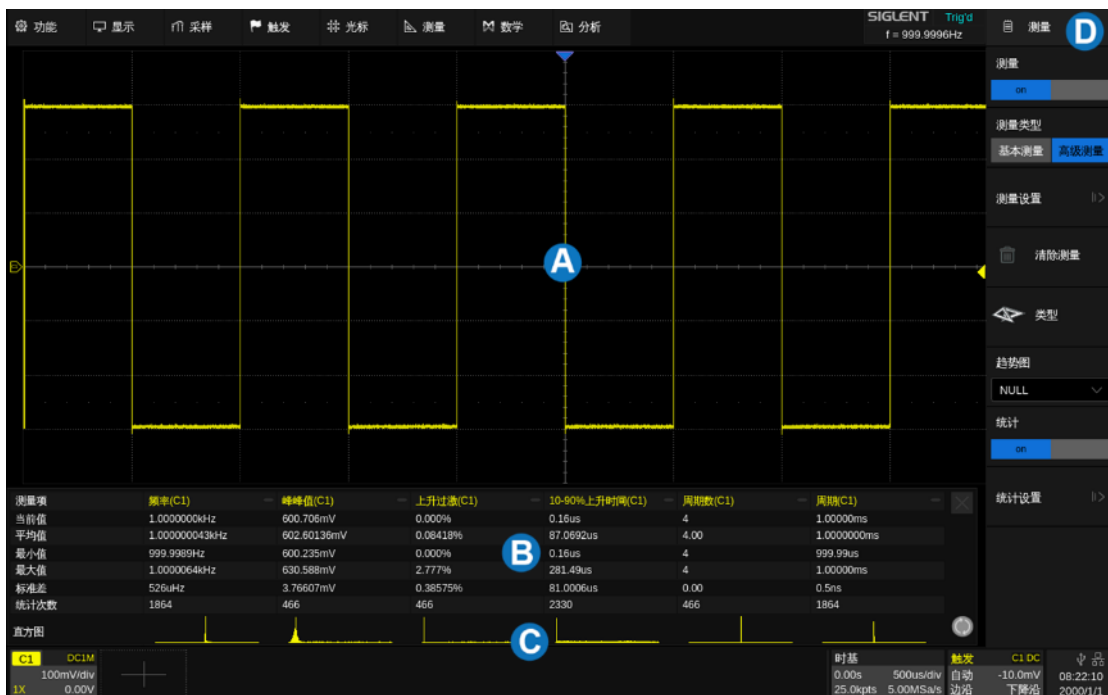 功能 显示 采样 触发 光标 测量 数学 分析
SIGLENT Trig'd
f = 999.9996Hz
测量
D
测量
on
测量类型
基本测量 高级测量
测量设置
清除测量
类型
趋势图
NULL
统计
on
统计设置
A
测量项 频率(C1) 峰峰值(C1) 上升过激(C1) 10-90%上升时间(C1) 周期数(C1) 周期(C1)
当前值 1.0000000kHz 600.706mV 0.000% 0.16us 4 1.00000ms
平均值 1.000000043kHz 602.60136mV 0.08418% 87.0692us 4.00 1.0000000ms
最小值 999.9989Hz 600.235mV 0.000% 0.16us 4 999.99us
最大值 1.0000064kHz 630.588mV 2.777% 281.49us 4 1.00000ms
标准差 526uHz 3.76607mV 0.38575% 81.0006us 0.00 0.5ns
统计次数 1864 466 466 2330 466 1864
B
直方图
C
C1 DC1M
100mV/div
1X 0.00V
时基
0.00s 500us/div
25.0kpts 5.00MSa/s
触发 C1 DC
自动 -10.0mV
边沿 下降沿
08:22:10
2000/1/1